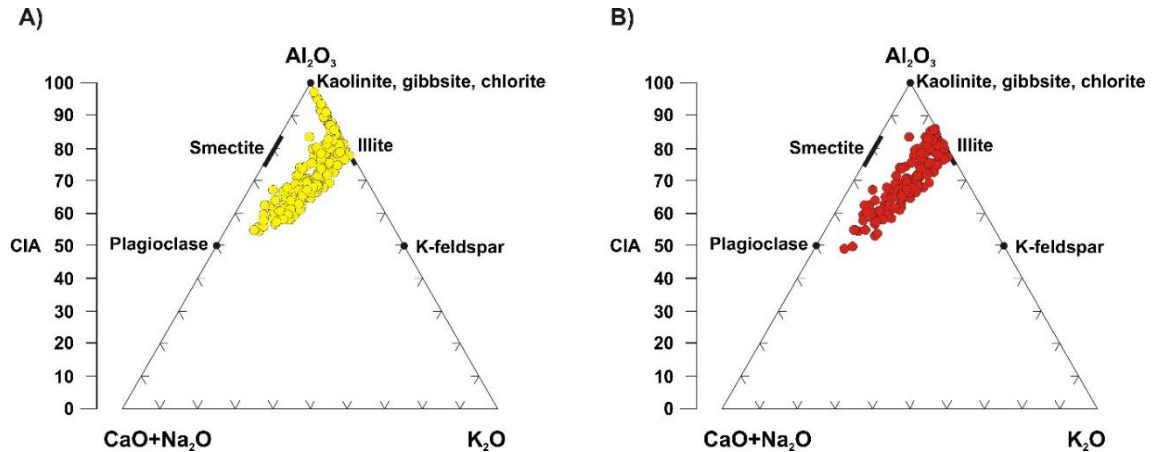 A)
Al₂O₃
100
Kaolinite, gibbsite, chlorite
90
80
Smectite
Illite
70
60
CIA
50
Plagioclase
K-feldspar
40
30
20
10
0
CaO+Na₂O
K₂O
B)
Al₂O₃
100
Kaolinite, gibbsite, chlorite
90
80
Smectite
Illite
70
60
CIA
50
Plagioclase
K-feldspar
40
30
20
10
0
CaO+Na₂O
K₂O